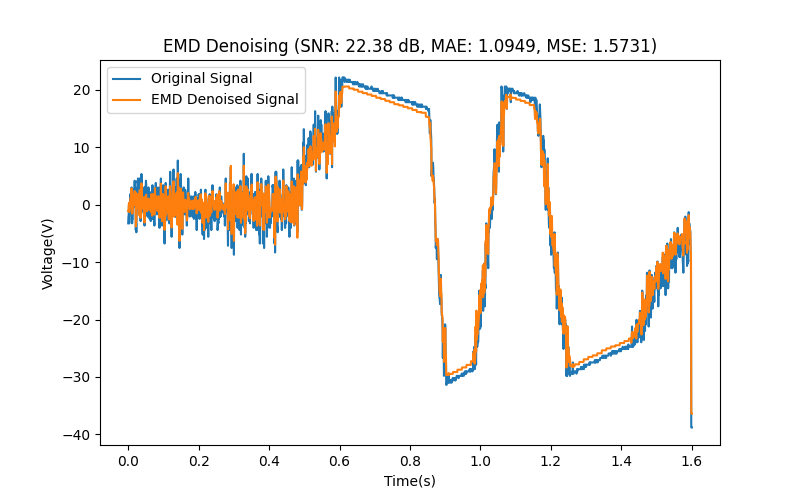 EMD Denoising (SNR: 22.38 dB, MAE: 1.0949, MSE: 1.5731)
Original Signal
EMD Denoised Signal
Voltage(V)
20
10
0
−10
−20
−30
−40
0.0 0.2 0.4 0.6 0.8 1.0 1.2 1.4 1.6
Time(s)